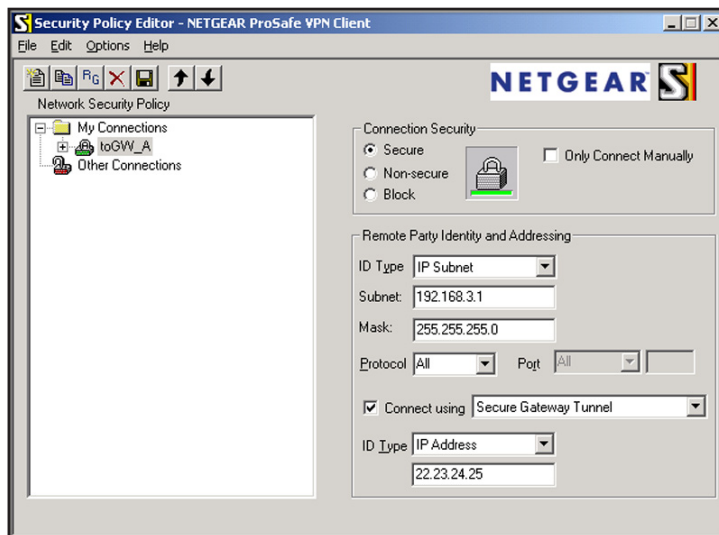 Security Policy Editor - NETGEAR ProSafe VPN Client
File Edit Options Help
RG
NETGEAR S
Network Security Policy
My Connections
toGW_A
Other Connections
Connection Security
Secure
Non-secure
Block
Only Connect Manually
Remote Party Identity and Addressing
ID Type IP Subnet
Subnet: 192.168.3.1
Mask: 255.255.255.0
Protocol All Port All
Connect using Secure Gateway Tunnel
ID Type IP Address
22.23.24.25